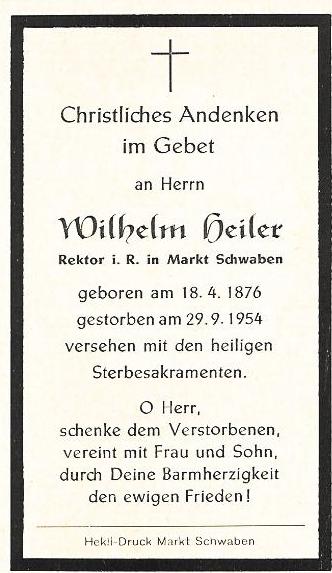 Christliches Andenken
im Gebet
an Herrn
Wilhelm Heiler
Rektor i. R. in Markt Schwaben
geboren am 18. 4. 1876
gestorben am 29. 9. 1954
versehen mit den heiligen
Sterbesakramenten.
O Herr,
schenke dem Verstorbenen,
vereint mit Frau und Sohn,
durch Deine Barmherzigkeit
den ewigen Frieden!
Druck Markt Schwaben